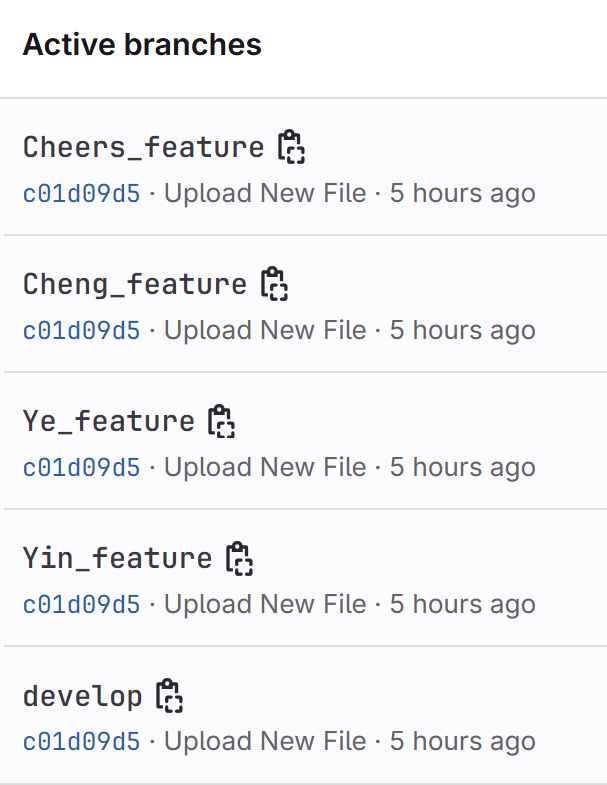 Active branches
Cheers_feature
c01d09d5 · Upload New File · 5 hours ago
Cheng_feature
c01d09d5 · Upload New File · 5 hours ago
Ye_feature
c01d09d5 · Upload New File · 5 hours ago
Yin_feature
c01d09d5 · Upload New File · 5 hours ago
develop
c01d09d5 · Upload New File · 5 hours ago